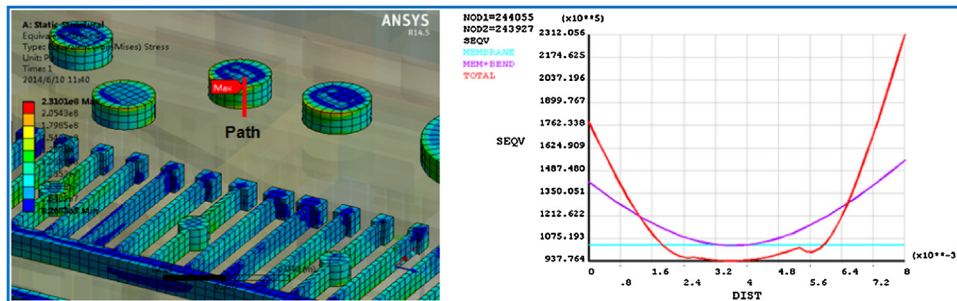 A: Static Structural
Type: Equivalent (von-Mises) Stress
Time: 1
2014/6/10 11:40
2.3101e8 Max
2.0543e8
1.7985e8
Min
ANSYS
R14.5
Max
Path
NOD1=244055
NOD2=243927
SEQV
MEMBRANE
MEM+BEND
TOTAL
(x10**5)
2312.056
2174.625
2037.196
1899.767
1762.338
1624.909
1487.480
1350.051
1212.622
1075.193
937.764
SEQV
0
.8
1.6
2.4
3.2
4
4.8
5.6
6.4
7.2
8
(x10**-3
DIST